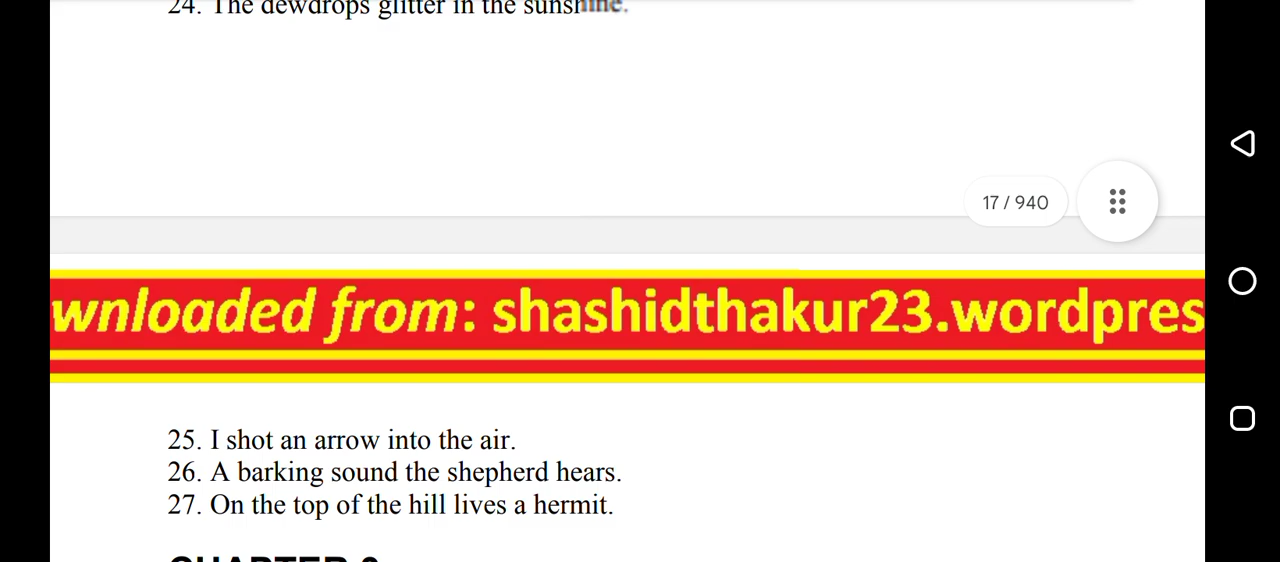 24. The dewdrops glitter in the sunshine.
17 / 940
wnloaded from: shashidthakur23.wordpres
25. I shot an arrow into the air.
26. A barking sound the shepherd hears.
27. On the top of the hill lives a hermit.
CHAPTER